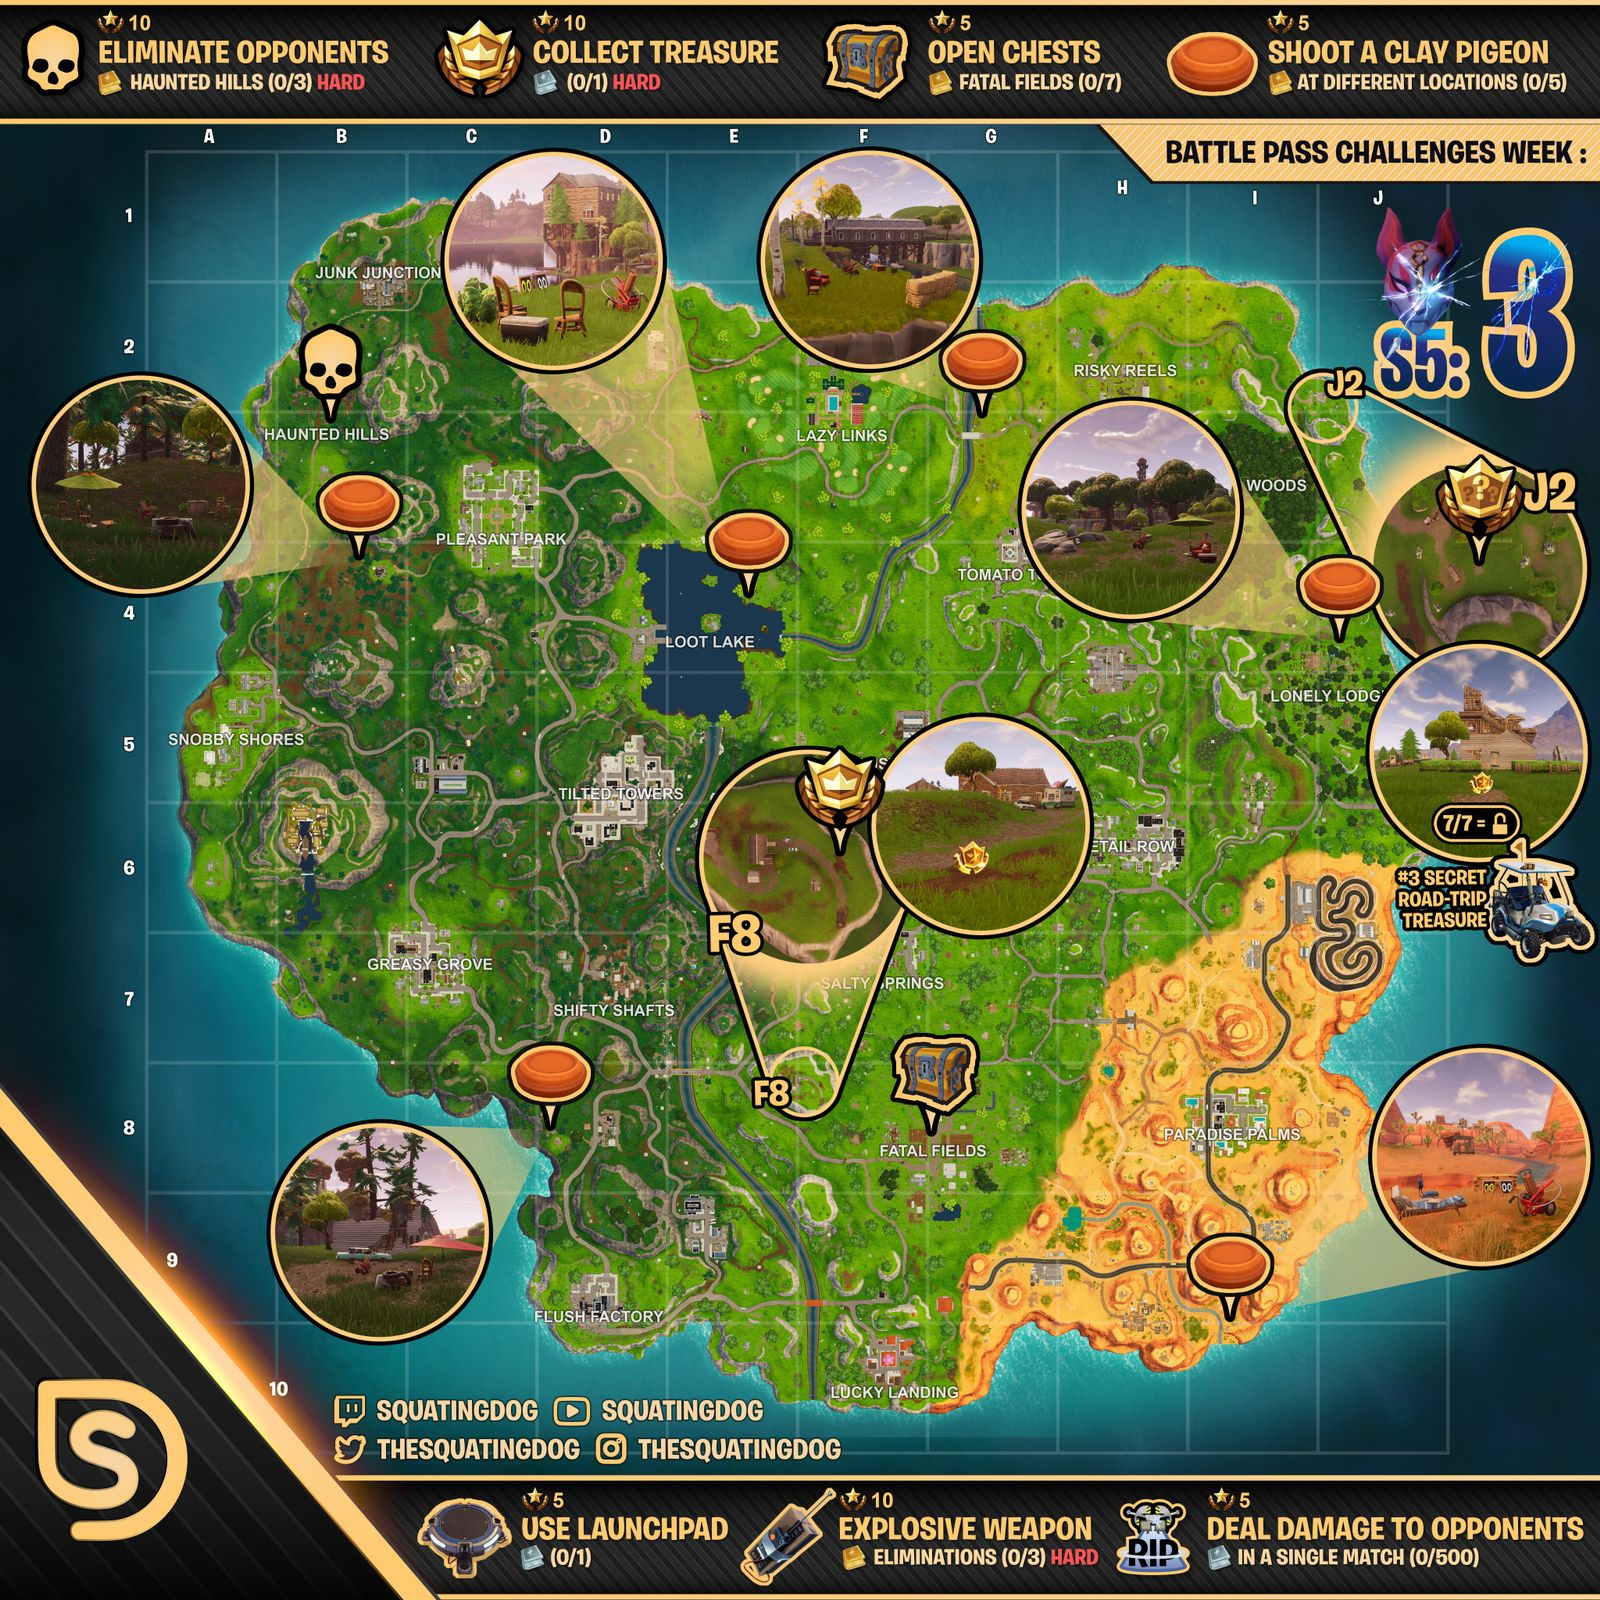 10
ELIMINATE OPPONENTS
HAUNTED HILLS (0/3) HARD
10
COLLECT TREASURE
(0/1) HARD
5
OPEN CHESTS
FATAL FIELDS (0/7)
5
SHOOT A CLAY PIGEON
AT DIFFERENT LOCATIONS (0/5)
BATTLE PASS CHALLENGES WEEK :
S5: 3
A B C D E F G H I J
1
2
4
5
6
7
8
9
10
JUNK JUNCTION
HAUNTED HILLS
00 00
RISKY REELS
LAZY LINKS
J2
WOODS
J2
???
PLEASANT PARK
TOMATO T
LOOT LAKE
LONELY LODG
SNOBBY SHORES
TILTED TOWERS
ETAIL ROW
7/7 =
#3 SECRET
ROAD-TRIP
TREASURE
1
F8
GREASY GROVE
SALTY SPRINGS
SHIFTY SHAFTS
F8
FATAL FIELDS
PARADISE PALMS
00 00
FLUSH FACTORY
LUCKY LANDING
SQUATINGDOG SQUATINGDOG
THESQUATINGDOG THESQUATINGDOG
5
USE LAUNCHPAD
(0/1)
10
EXPLOSIVE WEAPON
ELIMINATIONS (0/3) HARD
RIP
5
DEAL DAMAGE TO OPPONENTS
IN A SINGLE MATCH (0/500)